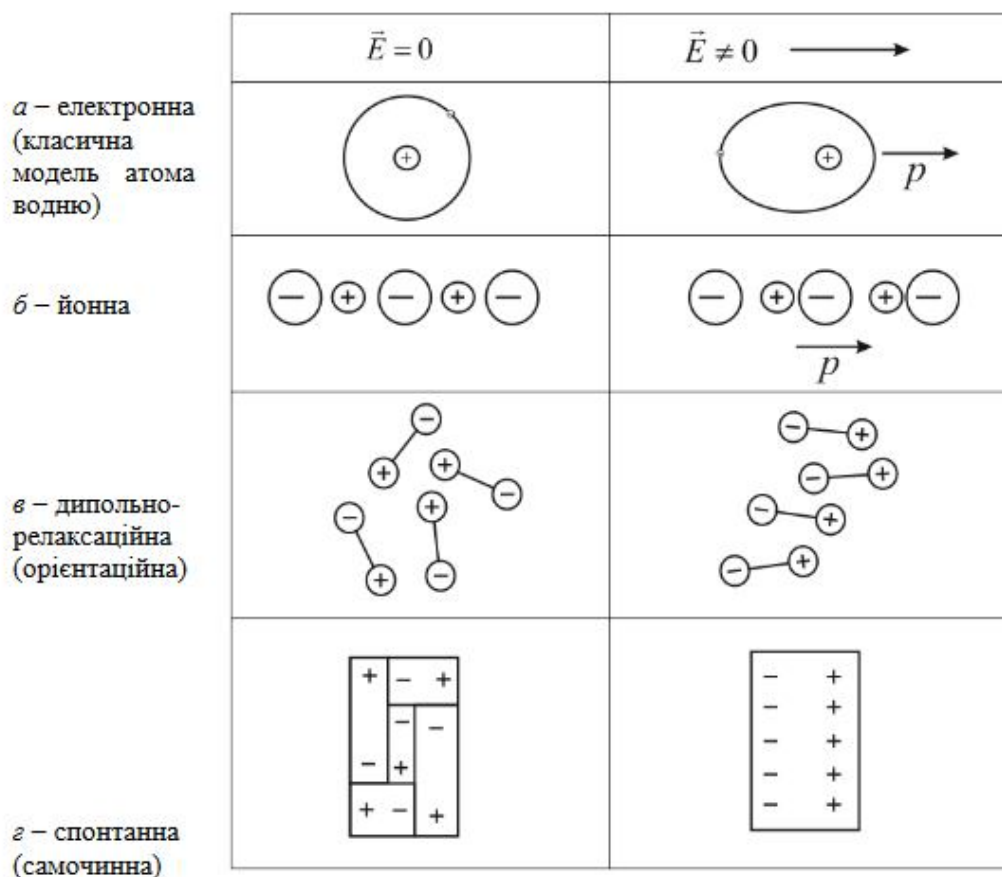 E⃗ = 0
E⃗ ≠ 0
а – електронна
(класична
модель атома
водню)
+
+
p
б – йонна
− + − + −
− + − + −
p
в – дипольно-
релаксаційна
(орієнтаційна)
−
+ +
−
− +
+ −
− +
− +
− +
− +
г – спонтанна
(самочинна)
+ − +
− −
− +
+ − +
− +
− +
− +
− +
− +